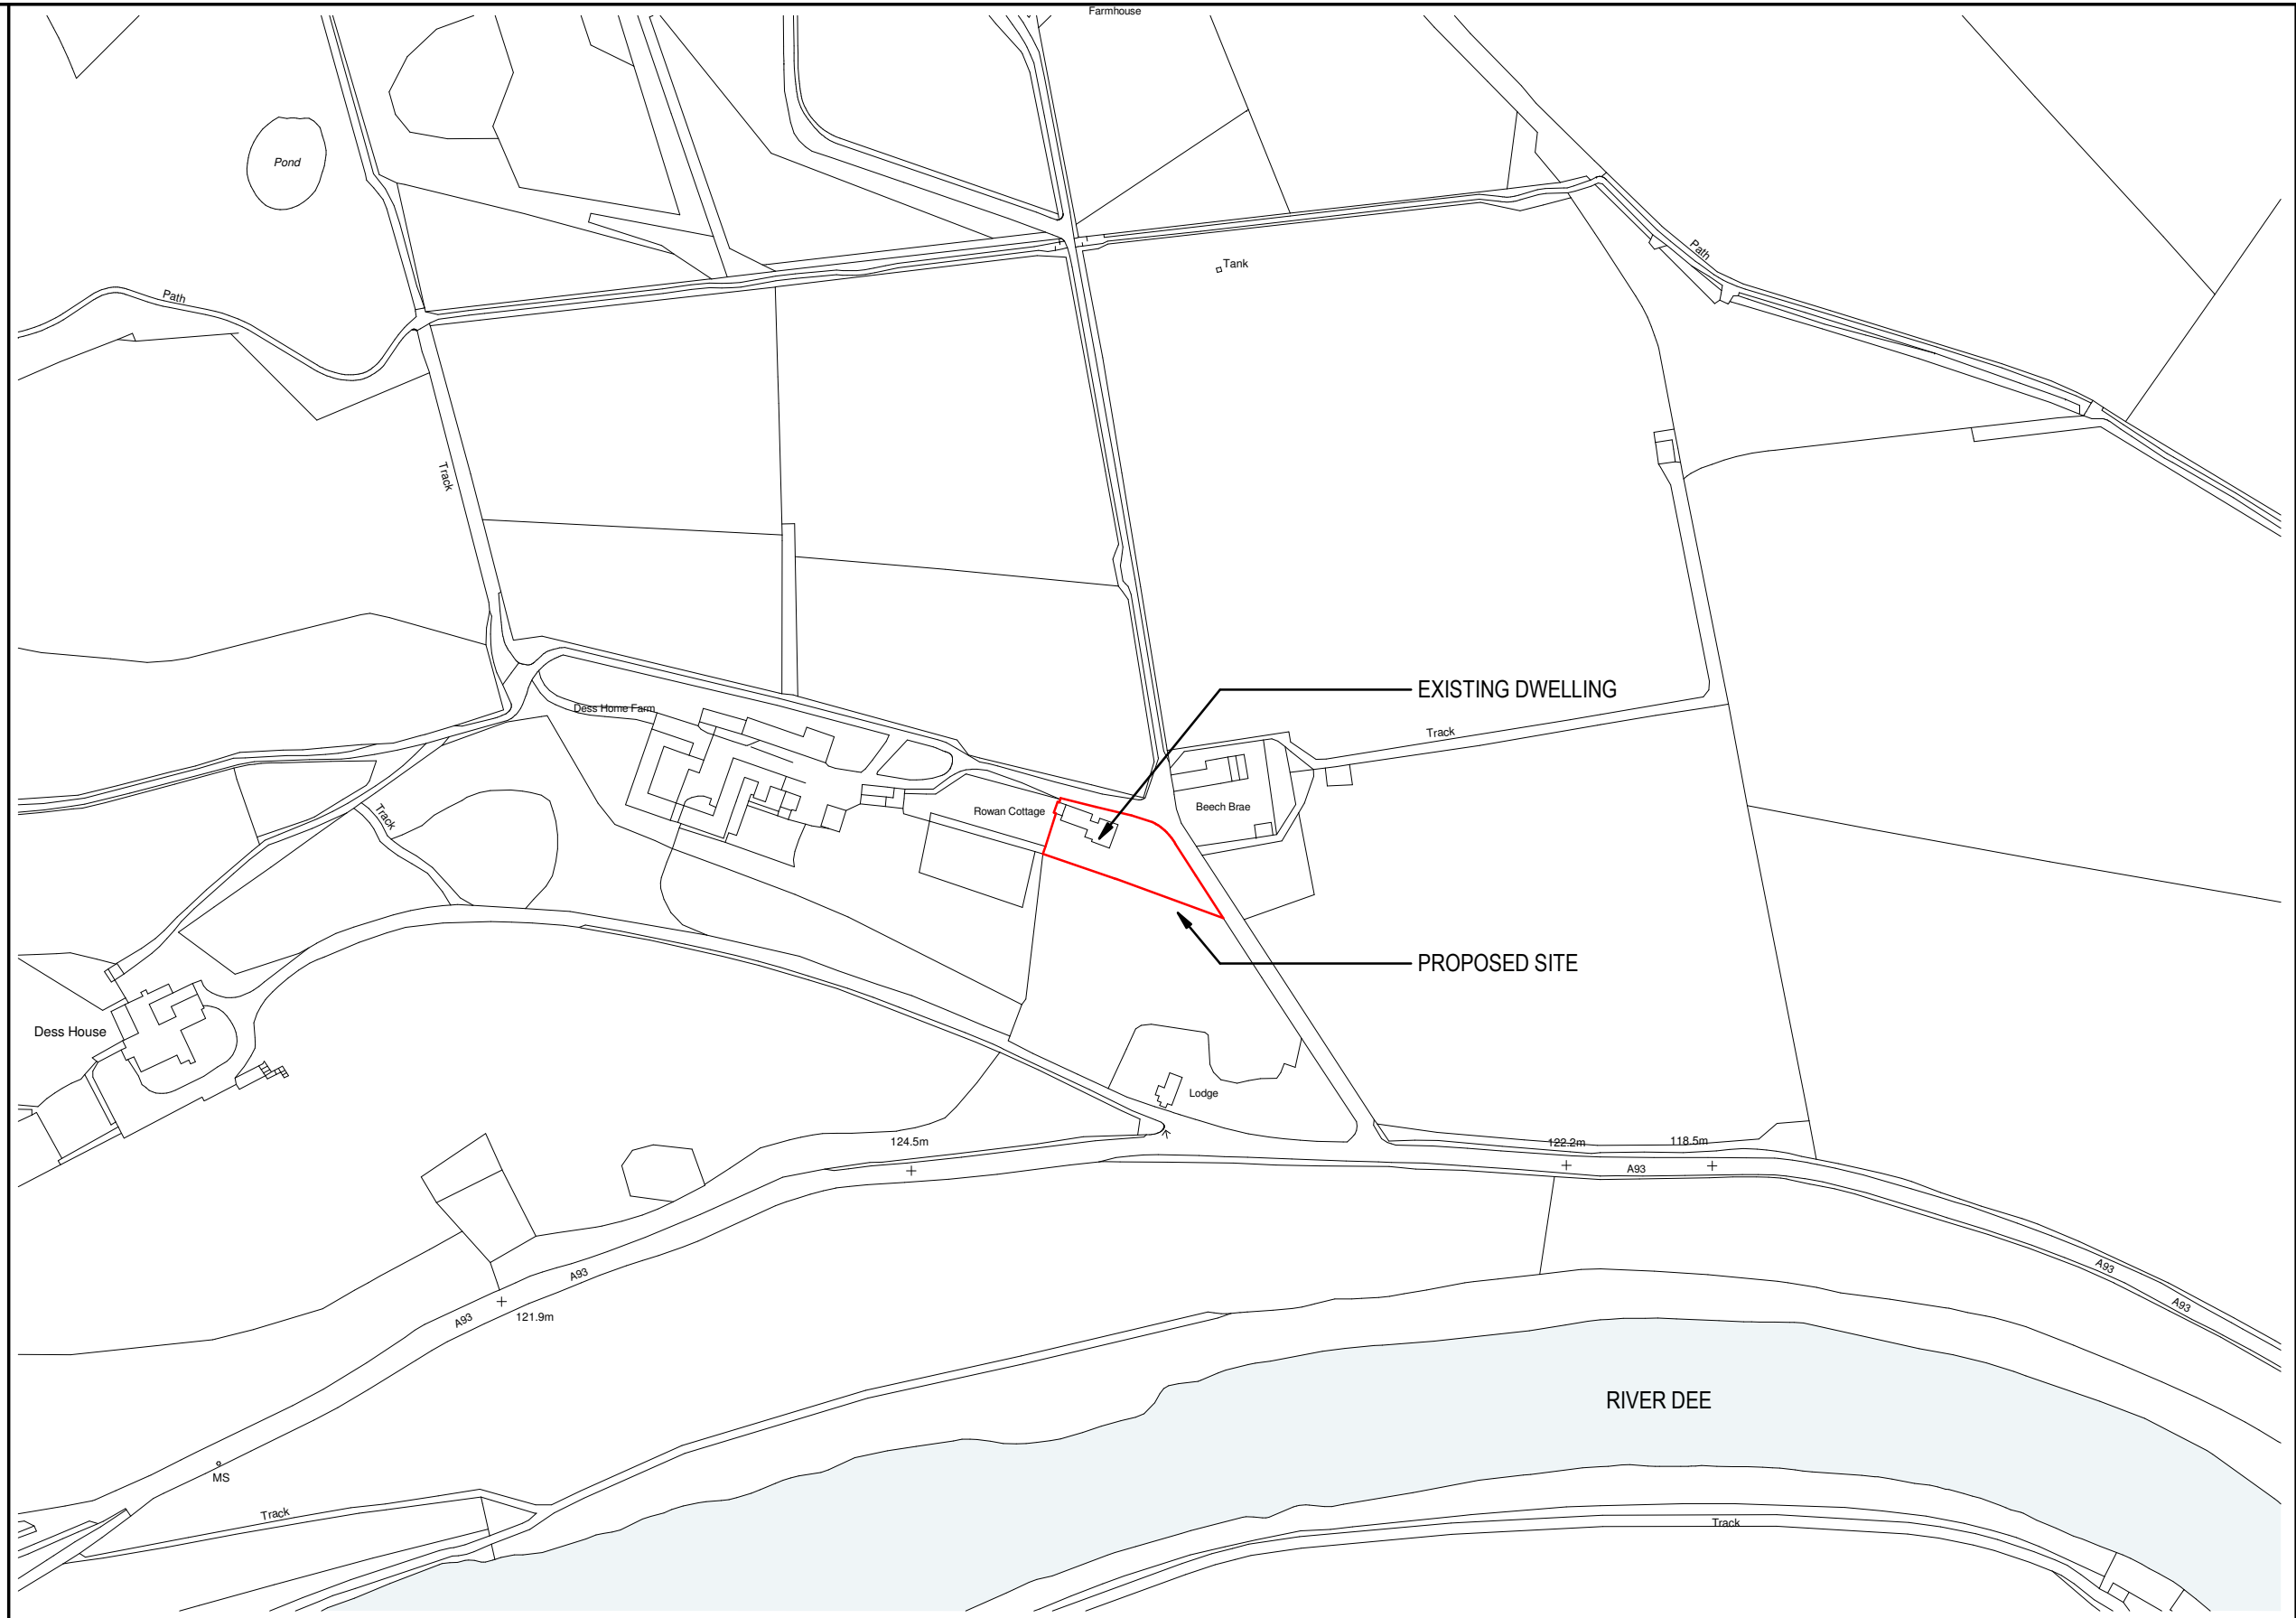 Farmhouse
Pond
Path
Tank
Path
Track
EXISTING DWELLING
Dess Home Farm
Track
Rowan Cottage
Beech Brae
Track
PROPOSED SITE
Dess House
Lodge
124.5m
122.2m
118.5m
A93
A93
A93
A93
A93
121.9m
RIVER DEE
MS
Track
Track